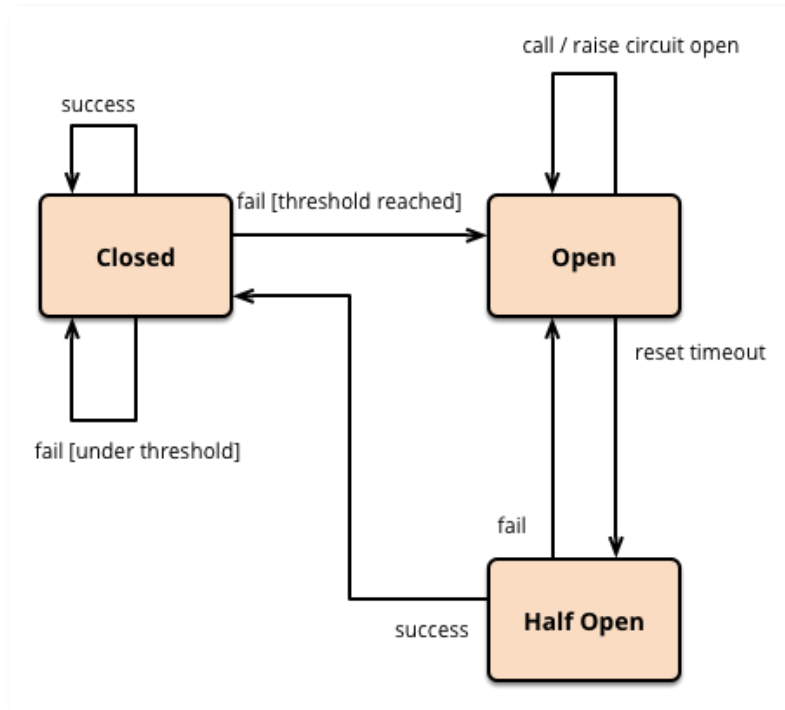 call / raise circuit open
success
fail [threshold reached]
Closed
Open
reset timeout
fail [under threshold]
fail
Half Open
success